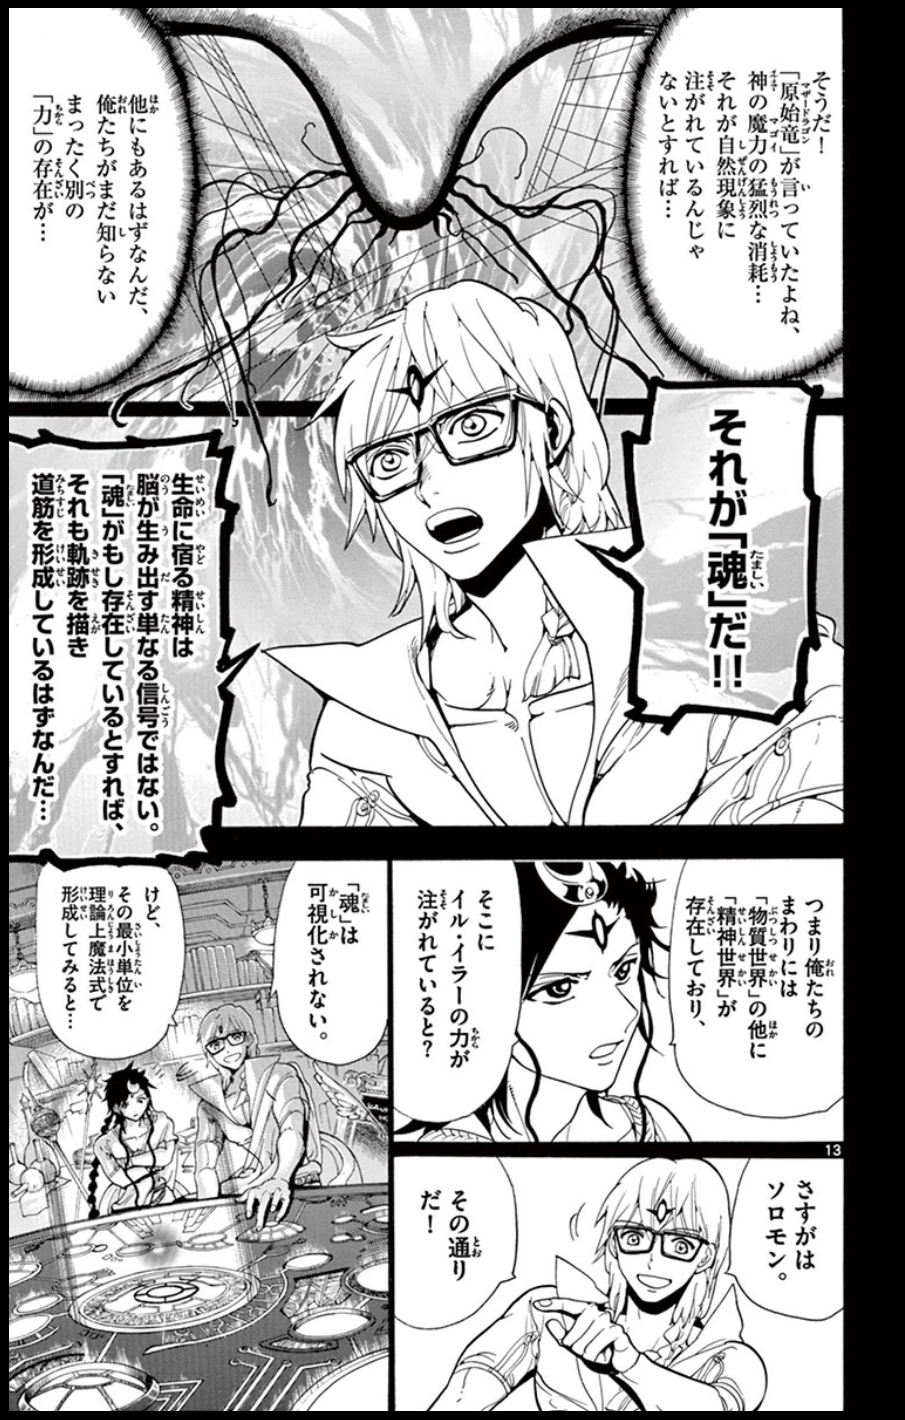 そうだ！
「原始竜」が言っていたよね、
神の魔力の猛烈な消耗…
それが自然現象に
注がれているんじゃ
ないとすれば…
他にもあるはずなんだ、
俺たちがまだ知らない
まったく別の
「力」の存在が…
それが「魂」だ!!
生命に宿る精神は
脳が生み出す単なる信号ではない。
「魂」がもし存在しているとすれば、
それも軌跡を描き
道筋を形成しているはずなんだ…
つまり俺たちの
まわりには
「物質世界」の他に
「精神世界」が
存在しており、
そこに
イル・イラーの力が
注がれていると？
13
さすがは
ソロモン。
その通り
だ！
「魂」は
可視化されない。
けど、
その最小単位を
理論上魔法式で
形成してみると…